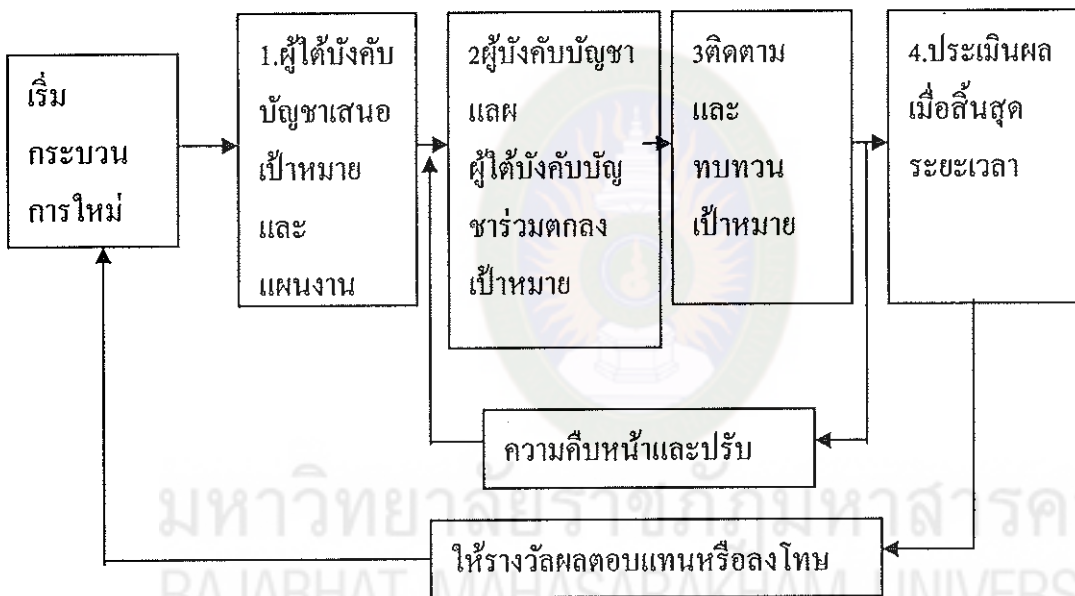 เริ่ม
กระบวน
การใหม่
1.ผู้ใต้บังคับ
บัญชาเสนอ
เป้าหมาย
และ
แผนงาน
2ผู้บังคับบัญชา
แลผ
ผู้ใต้บังคับบัญ
ชาร่วมตกลง
เป้าหมาย
3ติดตาม
และ
ทบทวน
เป้าหมาย
4.ประเมินผล
เมื่อสิ้นสุด
ระยะเวลา
ความคืบหน้าและปรับ
ให้รางวัลผลตอบแทนหรือลงโทษ
มหาวิทยาลัยราชภัฏมหาสารค
RAJABHAT MAHASARAKHAM UNIVERS